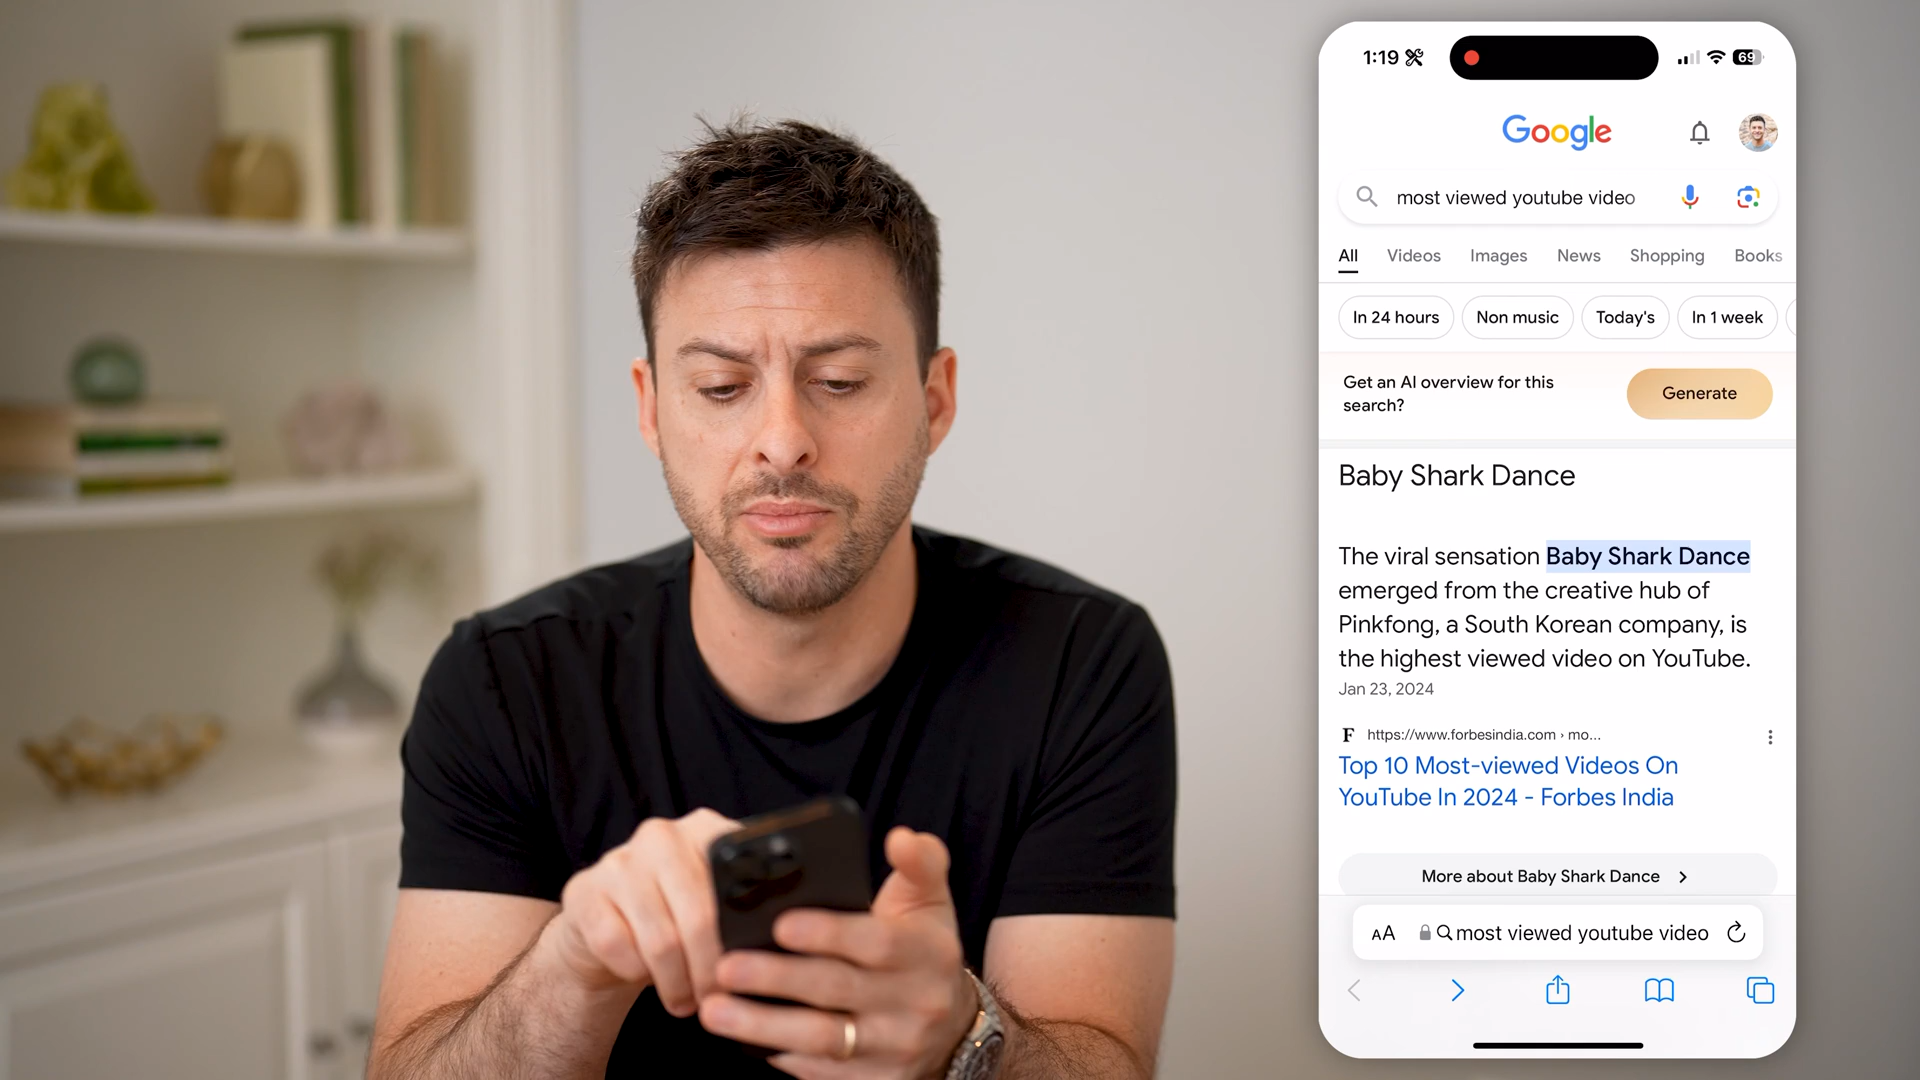 1:19
69
Google
most viewed youtube video
All Videos Images News Shopping Books
In 24 hours Non music Today's In 1 week
Get an AI overview for this
search?
Generate
Baby Shark Dance
The viral sensation Baby Shark Dance
emerged from the creative hub of
Pinkfong, a South Korean company, is
the highest viewed video on YouTube.
Jan 23, 2024
F https://www.forbesindia.com › mo...
Top 10 Most-viewed Videos On
YouTube In 2024 - Forbes India
More about Baby Shark Dance
AA most viewed youtube video